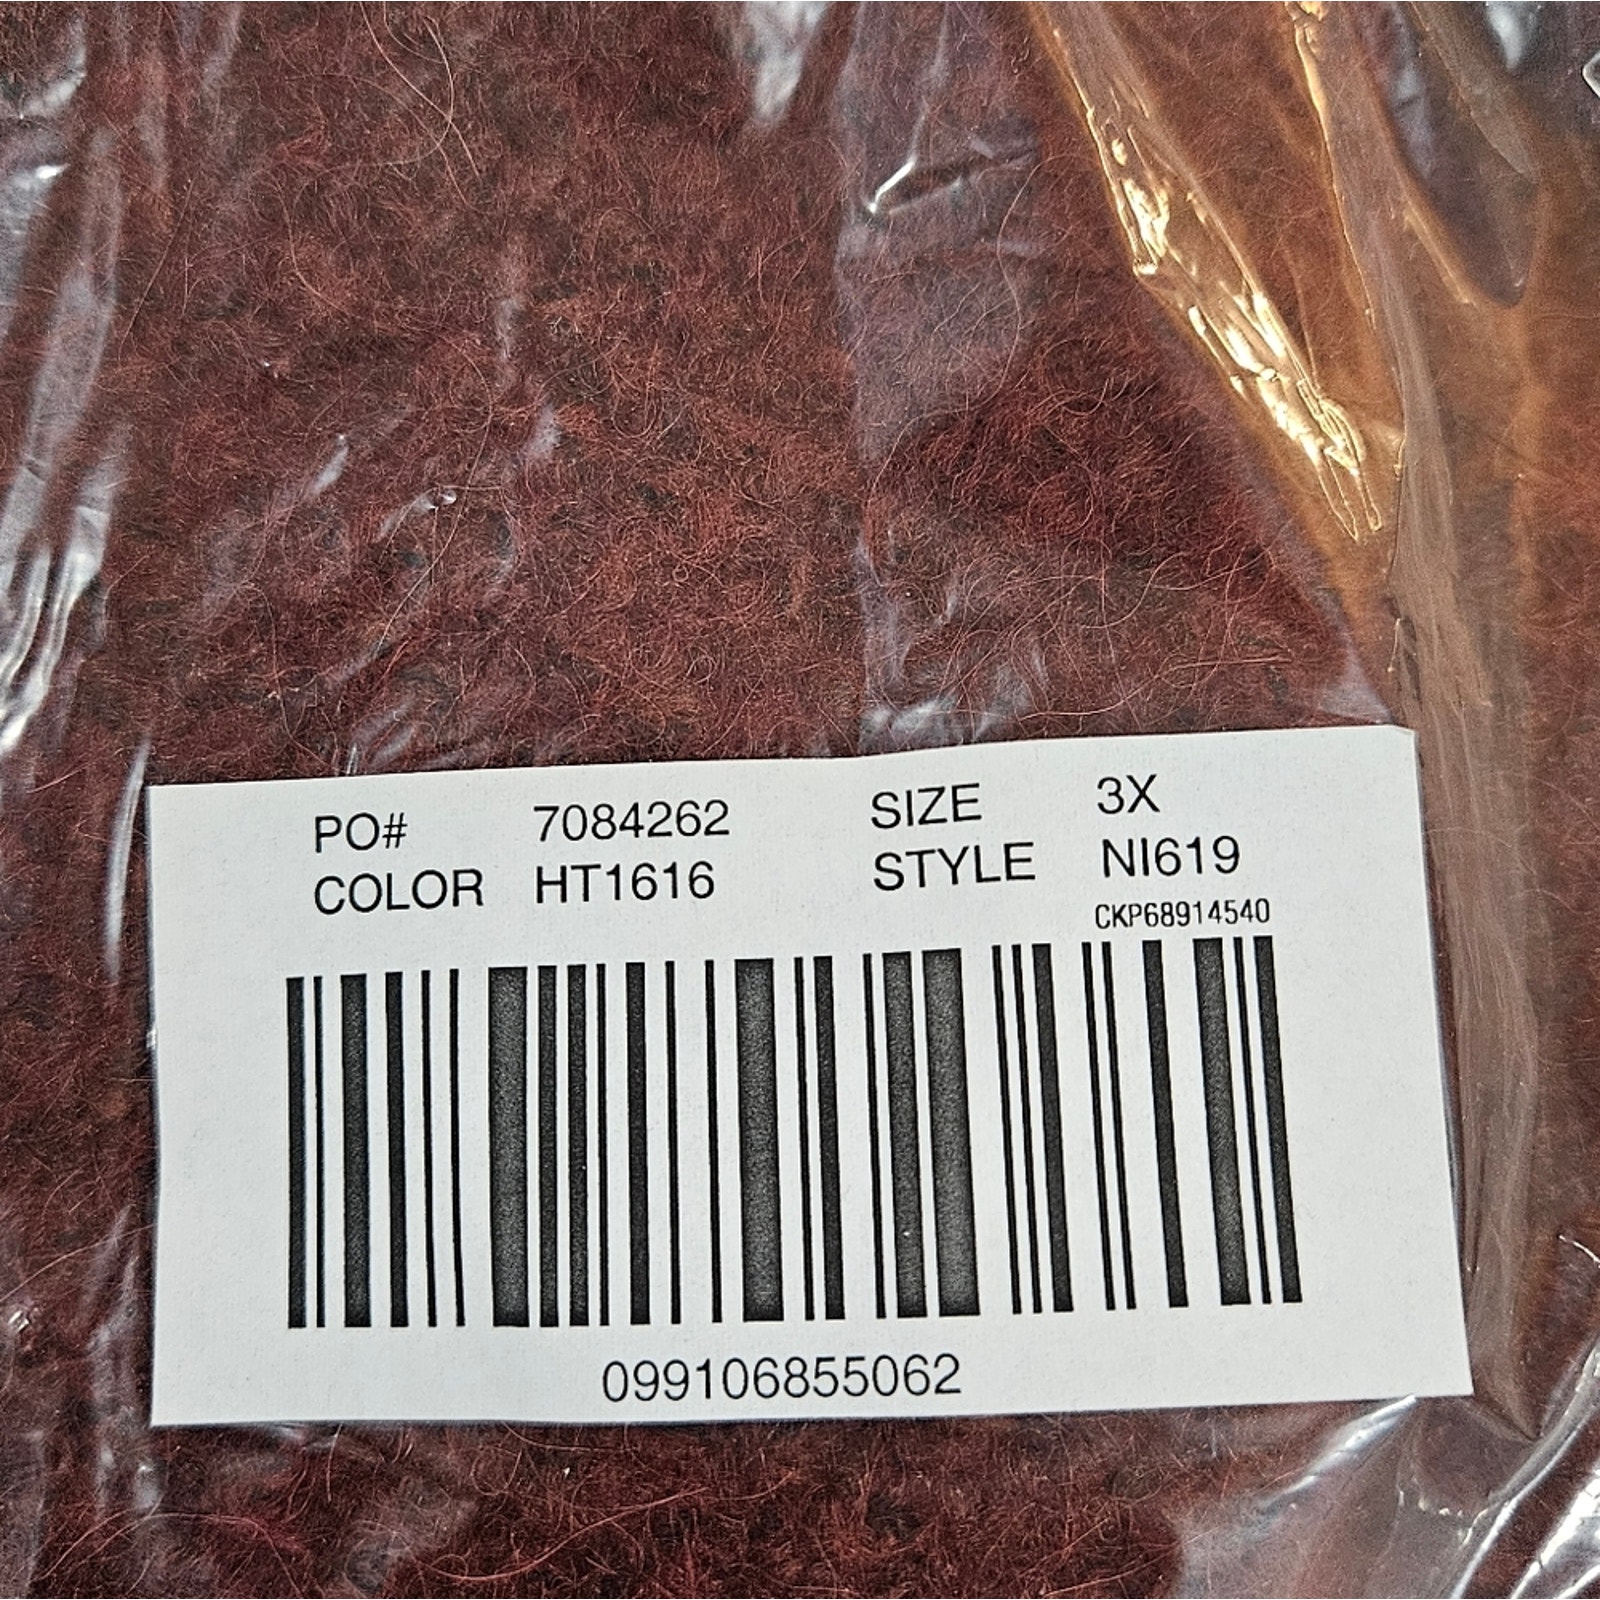 PO# 7084262 SIZE 3X
COLOR HT1616 STYLE NI619
CKP68914540
099106855062